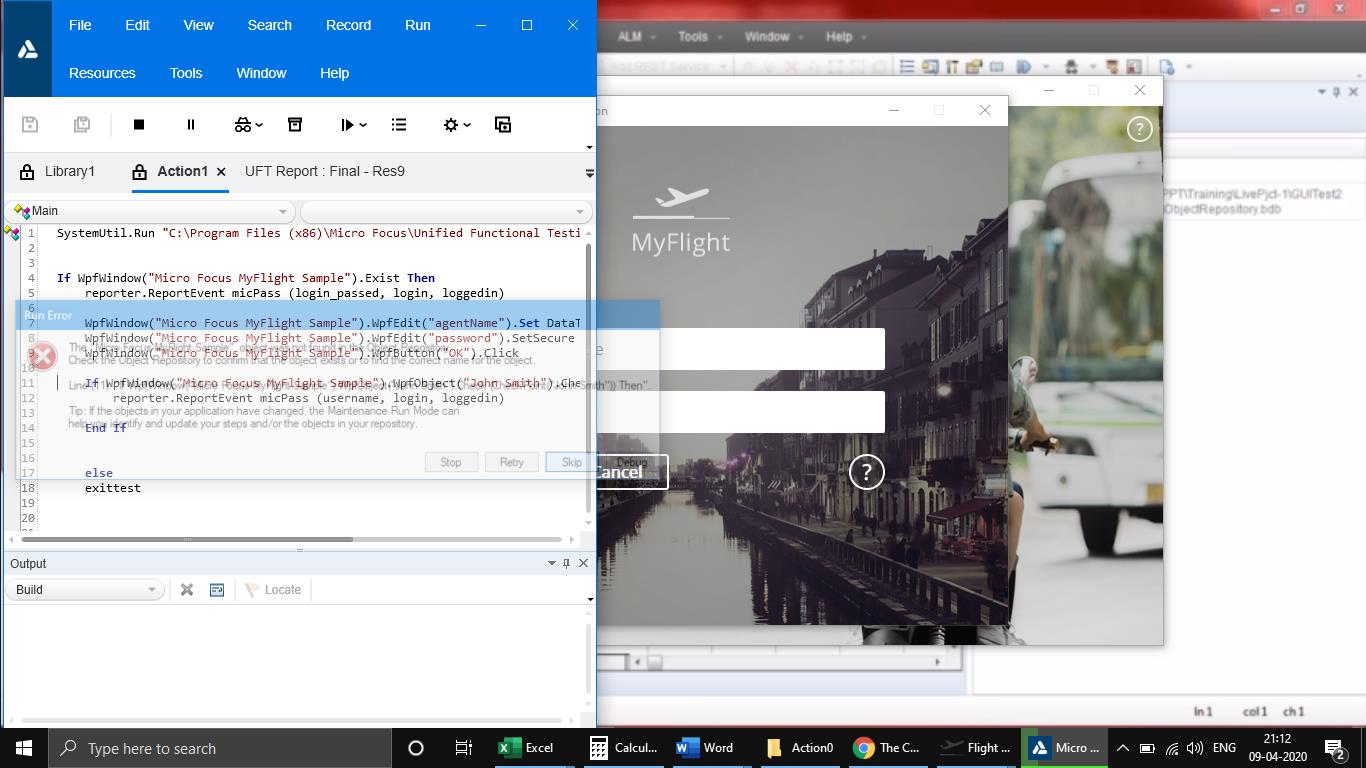 File Edit View Search Record Run
Resources Tools Window Help
ALM Tools Window Help
Add REST Service
Library1 Action1 UFT Report : Final - Res9
Main
1 SystemUtil.Run "C:\Program Files (x86)\Micro Focus\Unified Functional Testi
2
3
4 If WpfWindow("Micro Focus MyFlight Sample").Exist Then
5 reporter.ReportEvent micPass (login_passed, login, loggedin)
6
Run Error
7 WpfWindow("Micro Focus MyFlight Sample").WpfEdit("agentName").Set DataT
8 WpfWindow("Micro Focus MyFlight Sample").WpfEdit("password").SetSecure
9 WpfWindow("Micro Focus MyFlight Sample").WpfButton("OK").Click
The "Micro Focus MyFlight Sample" object was not found in the Object Repository.
Check the Object Repository to confirm that the object exists or to find the correct name for the object.
10
11 If WpfWindow("Micro Focus MyFlight Sample").WpfObject("John Smith").Che
12 reporter.ReportEvent micPass (username, login, loggedin)
Tip: If the objects in your application have changed, the Maintenance Run Mode can
help you identify and update your steps and/or the objects in your repository.
13
14 End If
15
16
Stop Retry Skip Debug
17 else
18 exittest
19
20
21
Output
Build Locate
on
?
MyFlight
e
Cancel ?
PPT\Training\LivePjct-1\GUITest2
ObjectRepository.bdb
ln 1 col 1 ch 1
Type here to search
Excel Calcul... Word Action0 The C... Flight ... Micro ... ENG 21:12
09-04-2020 2